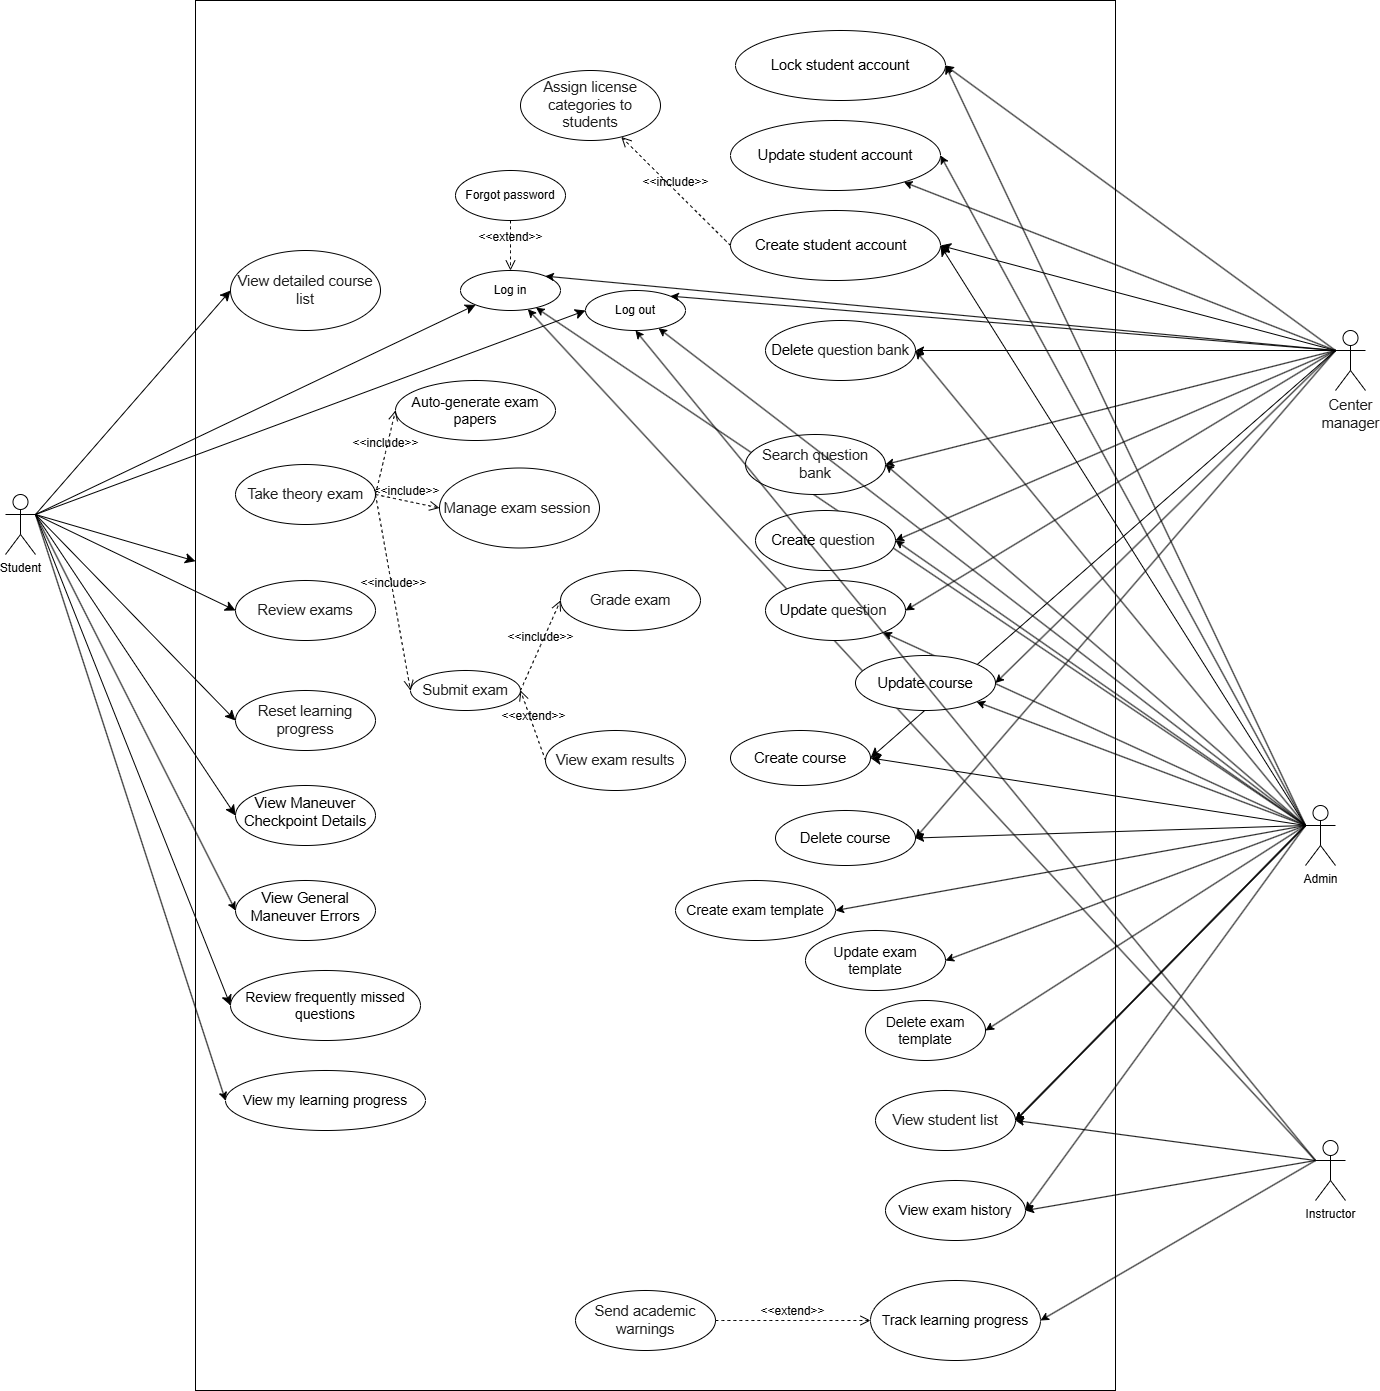 Lock student account
Assign license
categories to
students
Update student account
<<include>>
Forgot password
<<extend>>
Create student account
View detailed course
list
Log in
Log out
Delete question bank
Center
manager
Auto-generate exam
papers
<<include>>
Search question
bank
Take theory exam
<<include>>
Manage exam session
Create question
Student
<<include>>
Grade exam
Review exams
Update question
<<include>>
Submit exam
Update course
Reset learning
progress
<<extend>>
View exam results
Create course
View Maneuver
Checkpoint Details
Delete course
Admin
View General
Maneuver Errors
Create exam template
Update exam
template
Review frequently missed
questions
Delete exam
template
View my learning progress
View student list
View exam history
Instructor
Send academic
warnings
<<extend>>
Track learning progress